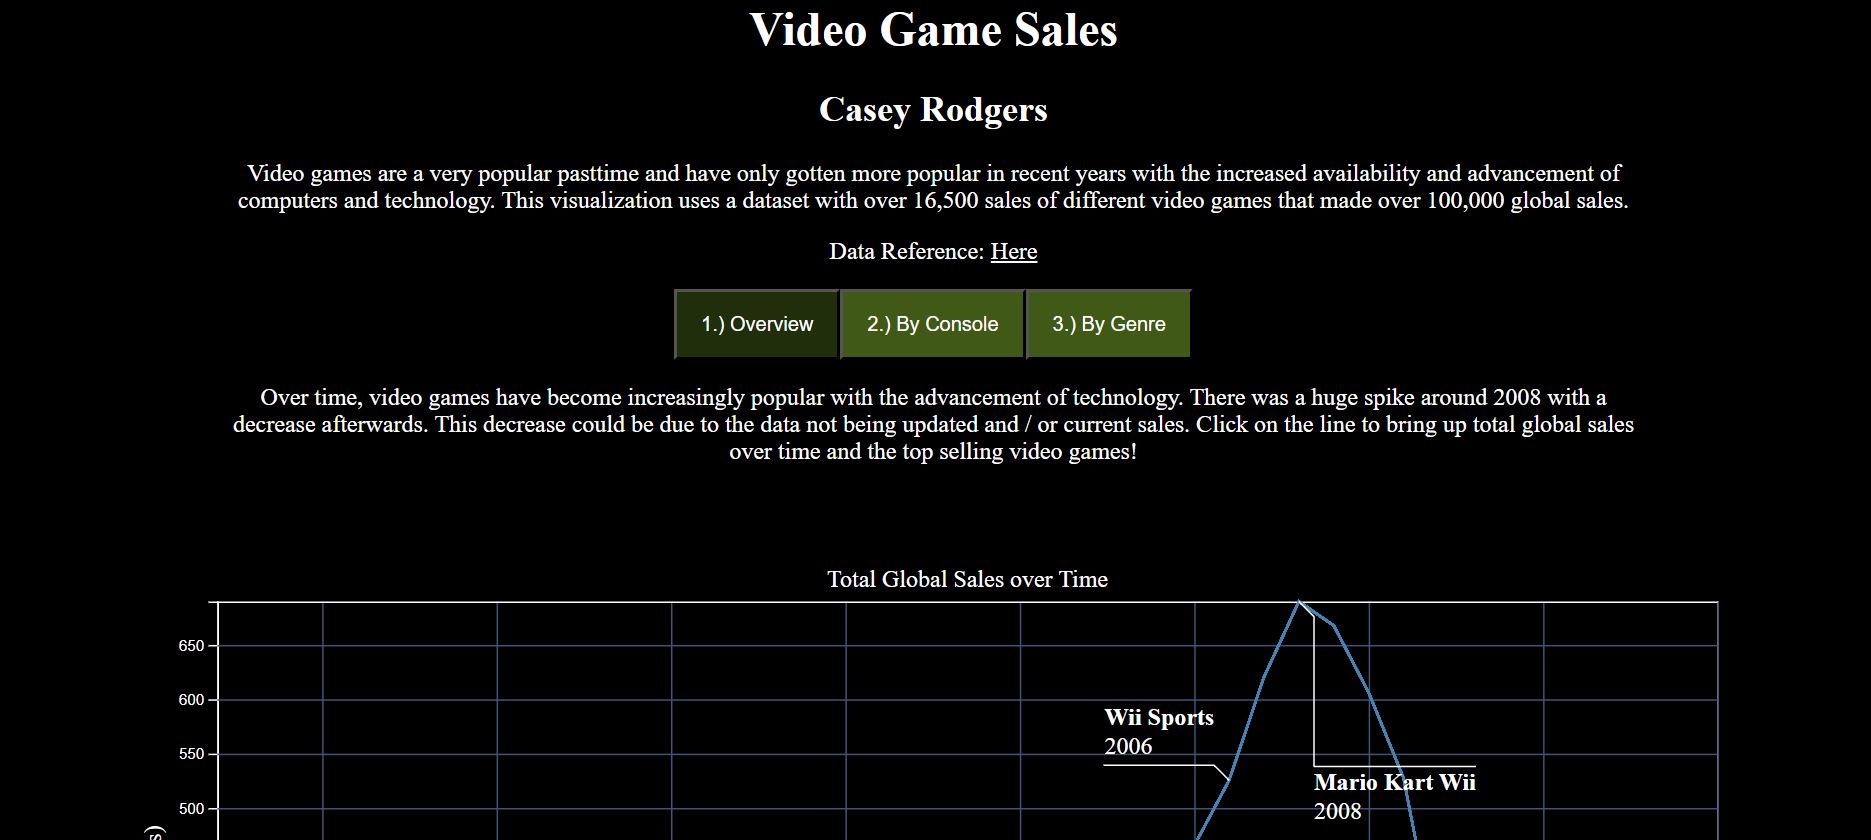 Video Game Sales
Casey Rodgers
Video games are a very popular pasttime and have only gotten more popular in recent years with the increased availability and advancement of
computers and technology. This visualization uses a dataset with over 16,500 sales of different video games that made over 100,000 global sales.
Data Reference: Here
1.) Overview
2.) By Console
3.) By Genre
Over time, video games have become increasingly popular with the advancement of technology. There was a huge spike around 2008 with a
decrease afterwards. This decrease could be due to the data not being updated and / or current sales. Click on the line to bring up total global sales
over time and the top selling video games!
Total Global Sales over Time
650
600
550
500
Wii Sports
2006
Mario Kart Wii
2008
s)